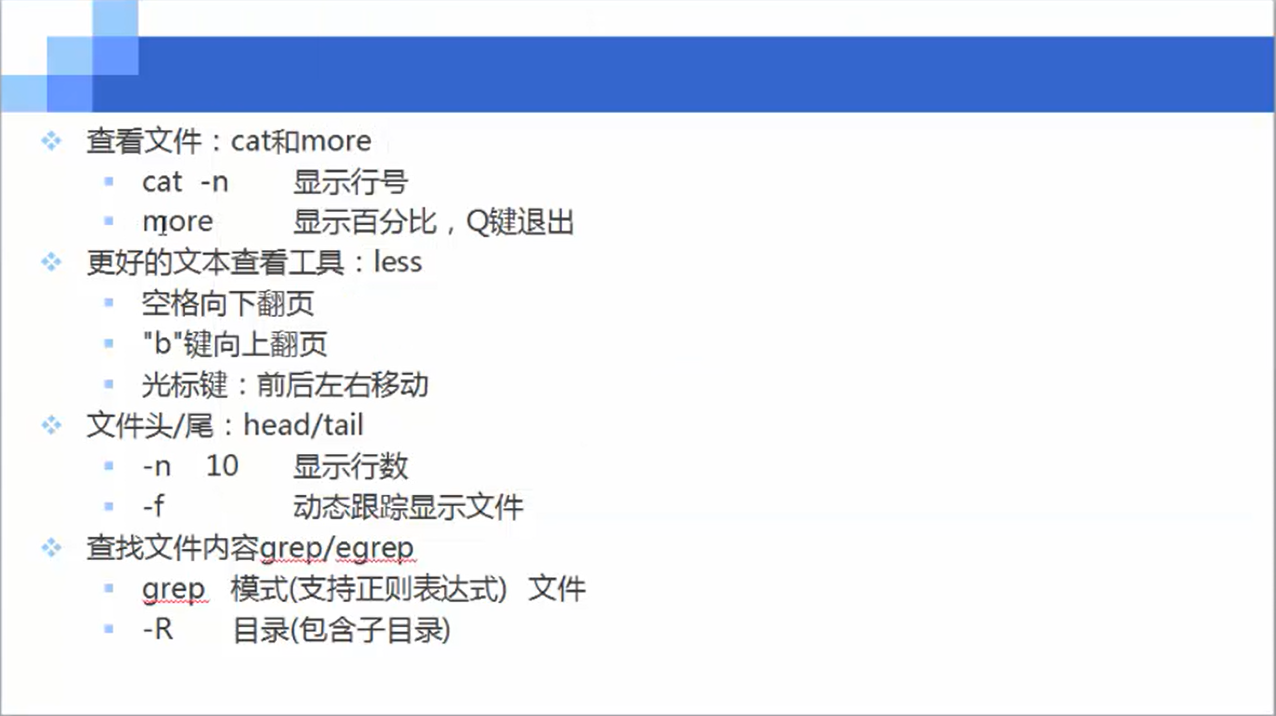 查看文件：cat和more
cat -n 显示行号
more 显示百分比，Q键退出
更好的文本查看工具：less
空格向下翻页
"b"键向上翻页
光标键：前后左右移动
文件头/尾：head/tail
-n 10 显示行数
-f 动态跟踪显示文件
查找文件内容grep/egrep
grep 模式(支持正则表达式) 文件
-R 目录(包含子目录)